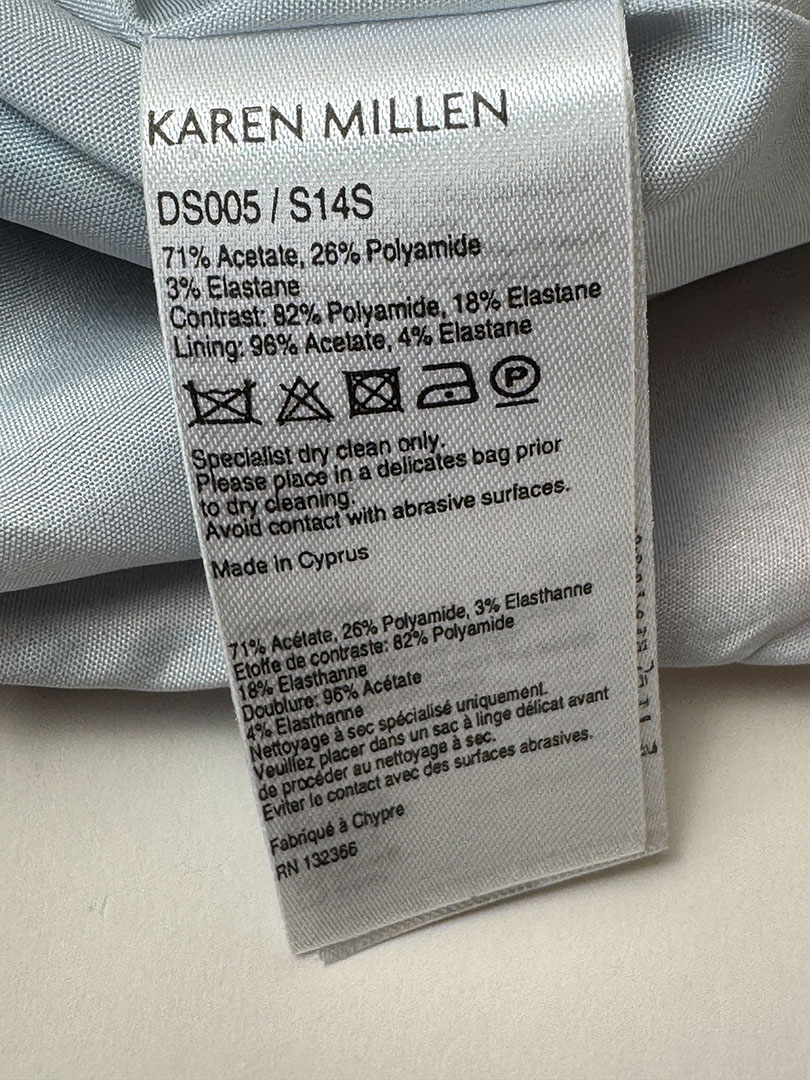 KAREN MILLEN
DS005 / S14S
71% Acetate, 26% Polyamide
3% Elastane
Contrast: 82% Polyamide, 18% Elastane
Lining: 96% Acetate, 4% Elastane
P
Specialist dry clean only.
Please place in a delicates bag prior
to dry cleaning.
Avoid contact with abrasive surfaces.
Made in Cyprus
71% Acétate, 26% Polyamide, 3% Elasthanne
Etoffe de contraste: 82% Polyamide
18% Elasthanne
Doublure: 96% Acétate
4% Elasthanne
Nettoyage à sec spécialisé uniquement.
Veuillez placer dans un sac à linge délicat avant
de procéder au nettoyage à sec.
Eviter le contact avec des surfaces abrasives.
Fabriqué à Chypre
RN 132366